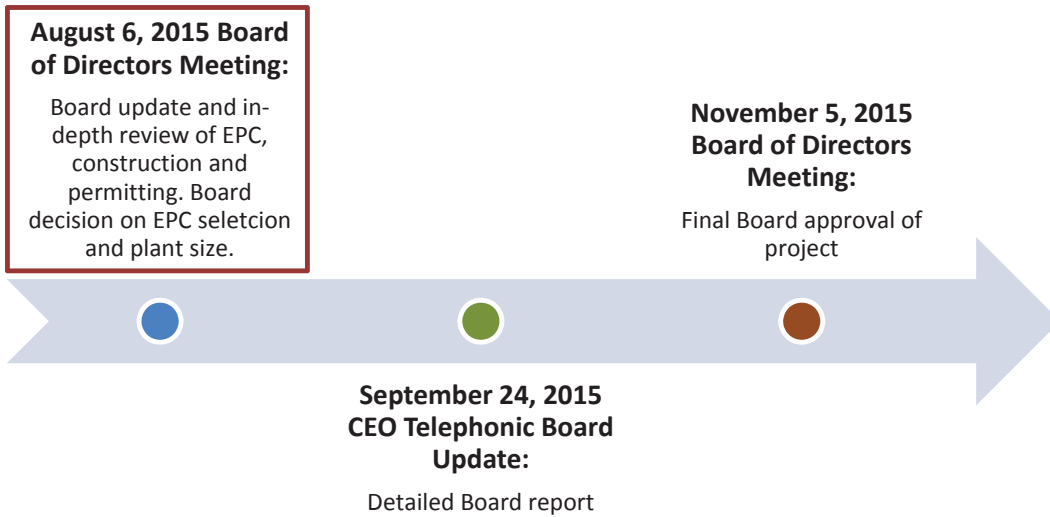 August 6, 2015 Board
of Directors Meeting:
Board update and in-
depth review of EPC,
construction and
permitting. Board
decision on EPC seletcion
and plant size.
September 24, 2015
CEO Telephonic Board
Update:
Detailed Board report
November 5, 2015
Board of Directors
Meeting:
Final Board approval of
project